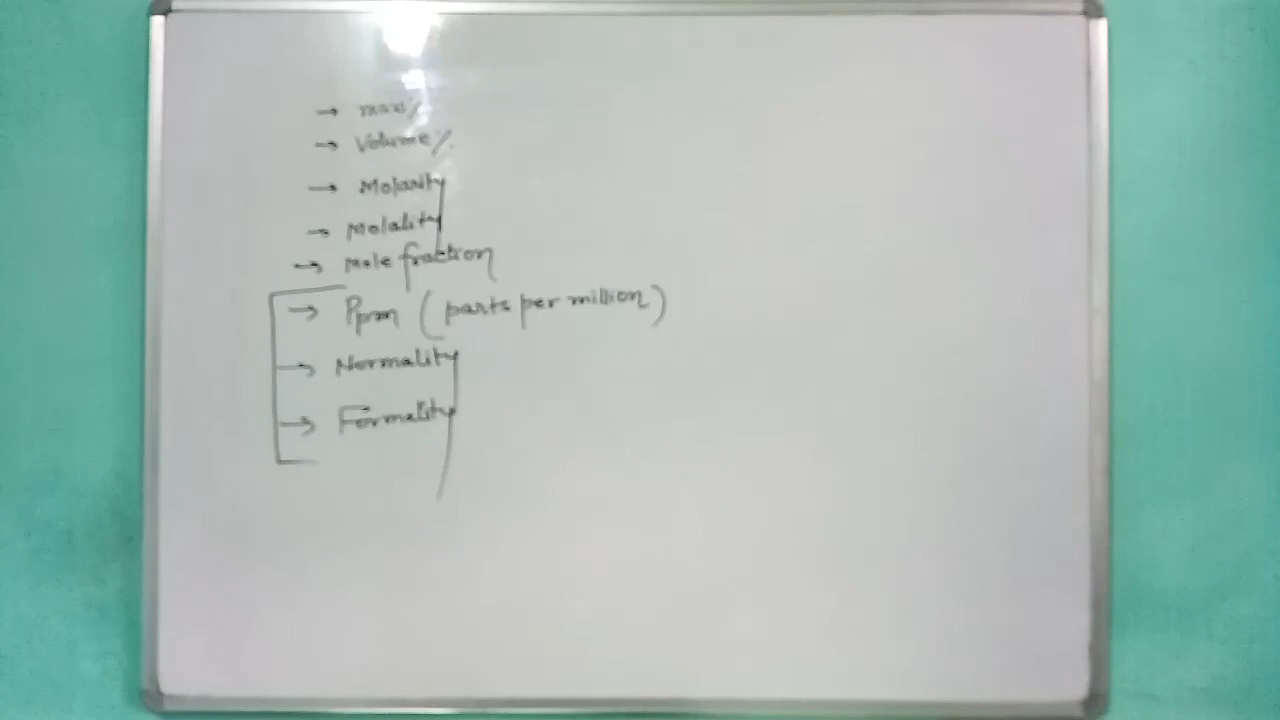 → mass%
→ Volume%
→ Molarity
→ Molality
→ Mole fraction
→ Ppm (parts per million)
→ Normality
→ Formality